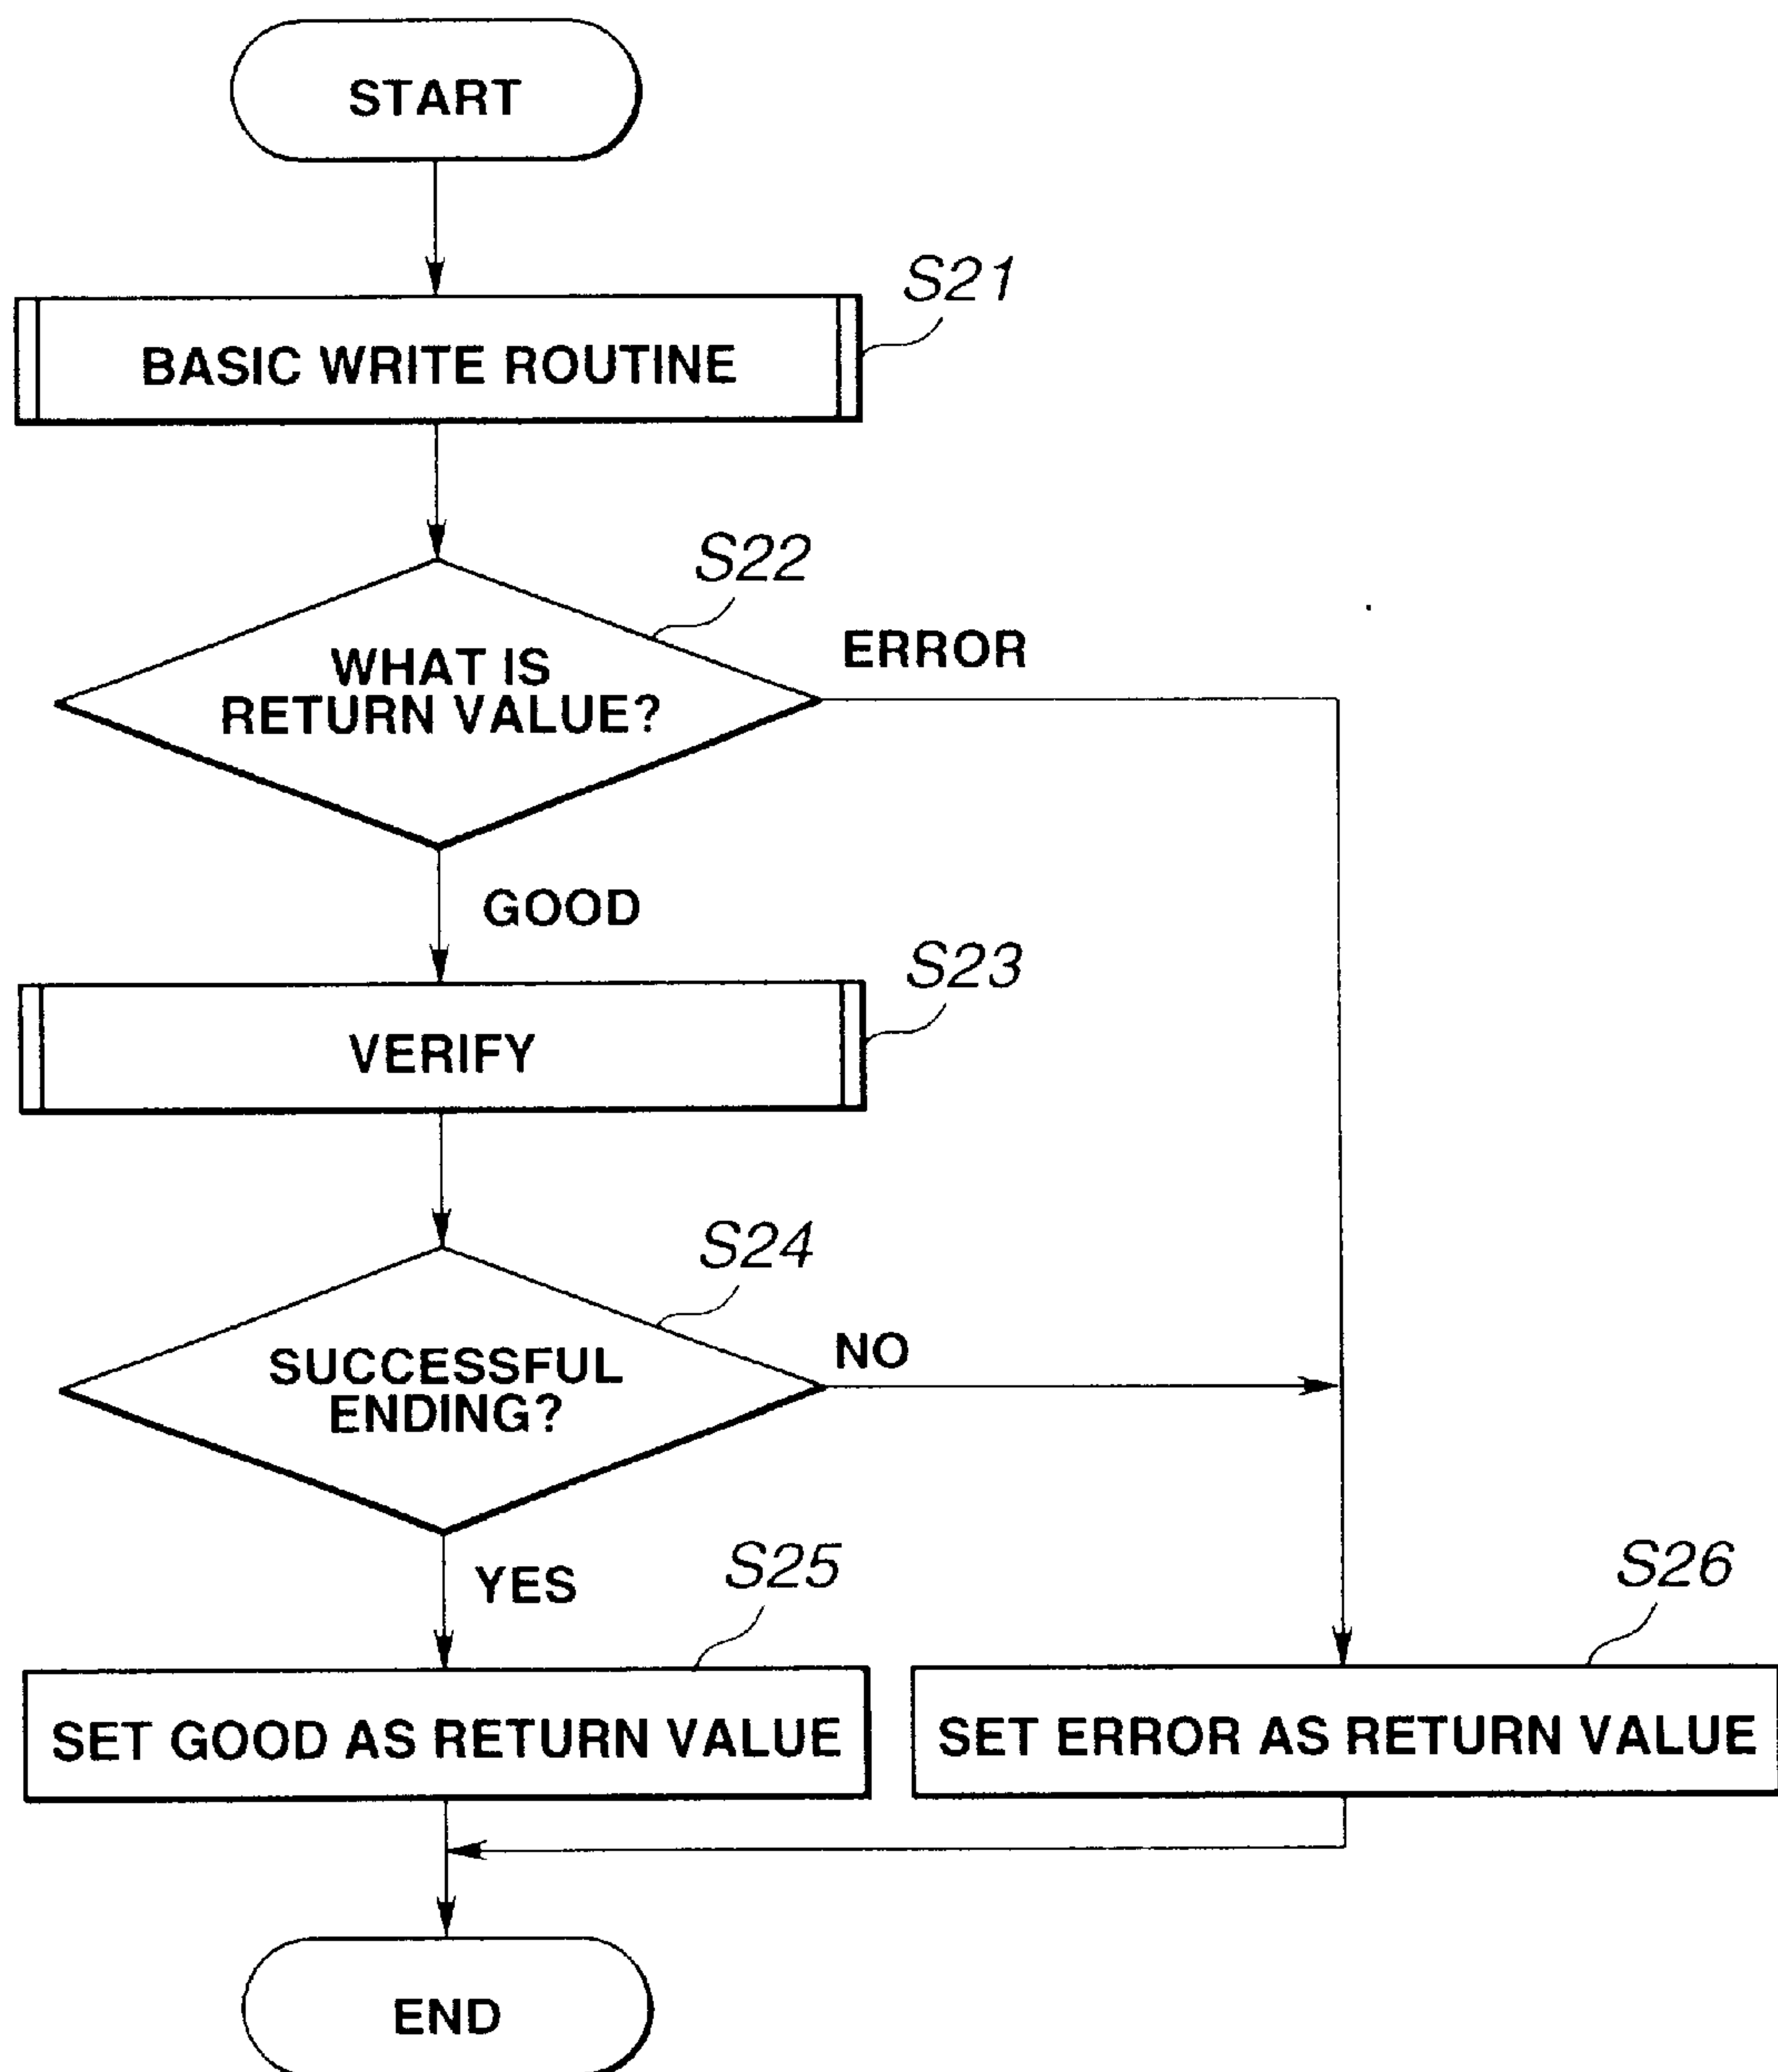 START
S21
BASIC WRITE ROUTINE
S22
WHAT IS
RETURN VALUE?
ERROR
GOOD
S23
VERIFY
S24
SUCCESSFUL
ENDING?
NO
YES
S25
S26
SET GOOD AS RETURN VALUE
SET ERROR AS RETURN VALUE
END